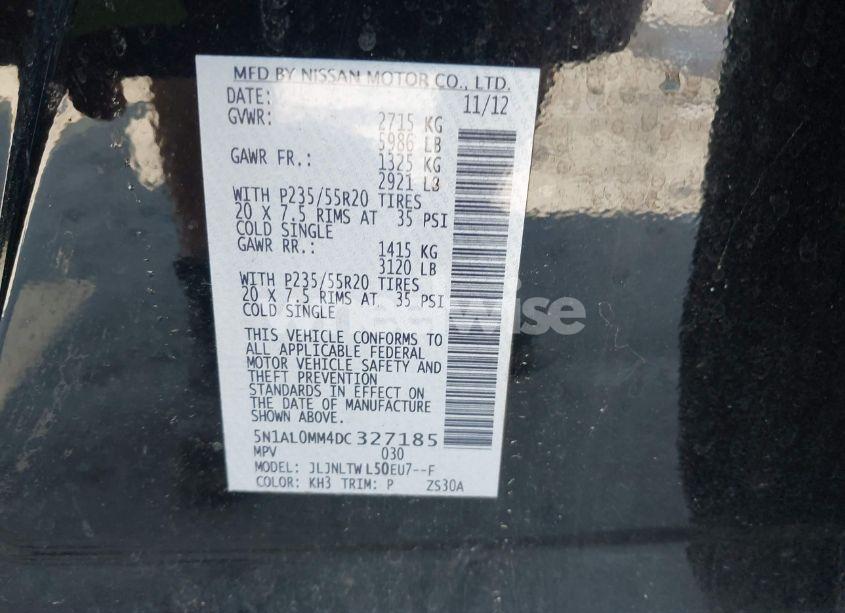 MFD BY NISSAN MOTOR CO., LTD.
DATE: 11/12
GVWR: 2715 KG
5986 LB
GAWR FR.: 1325 KG
2921 LB
WITH P235/55R20 TIRES
20 X 7.5 RIMS AT 35 PSI
COLD SINGLE
GAWR RR.: 1415 KG
3120 LB
WITH P235/55R20 TIRES
20 X 7.5 RIMS AT 35 PSI
COLD SINGLE
THIS VEHICLE CONFORMS TO
ALL APPLICABLE FEDERAL
MOTOR VEHICLE SAFETY AND
THEFT PREVENTION
STANDARDS IN EFFECT ON
THE DATE OF MANUFACTURE
SHOWN ABOVE.
5N1AL0MM4DC 327185
MPV 030
MODEL: JLJNLTW L50EU7--F
COLOR: KH3 TRIM: P ZS30A